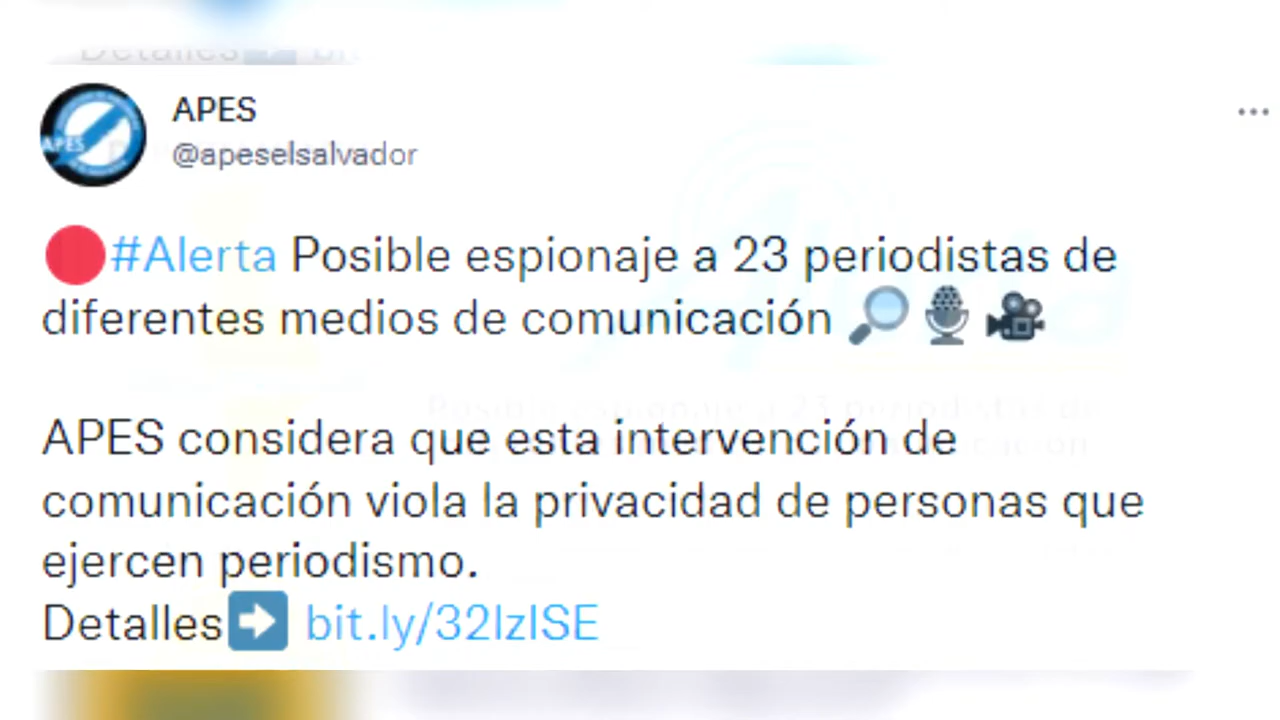 APES
@apeselsalvador
#Alerta Posible espionaje a 23 periodistas de
diferentes medios de comunicación
APES considera que esta intervención de
comunicación viola la privacidad de personas que
ejercen periodismo.
Detalles bit.ly/32IzISE